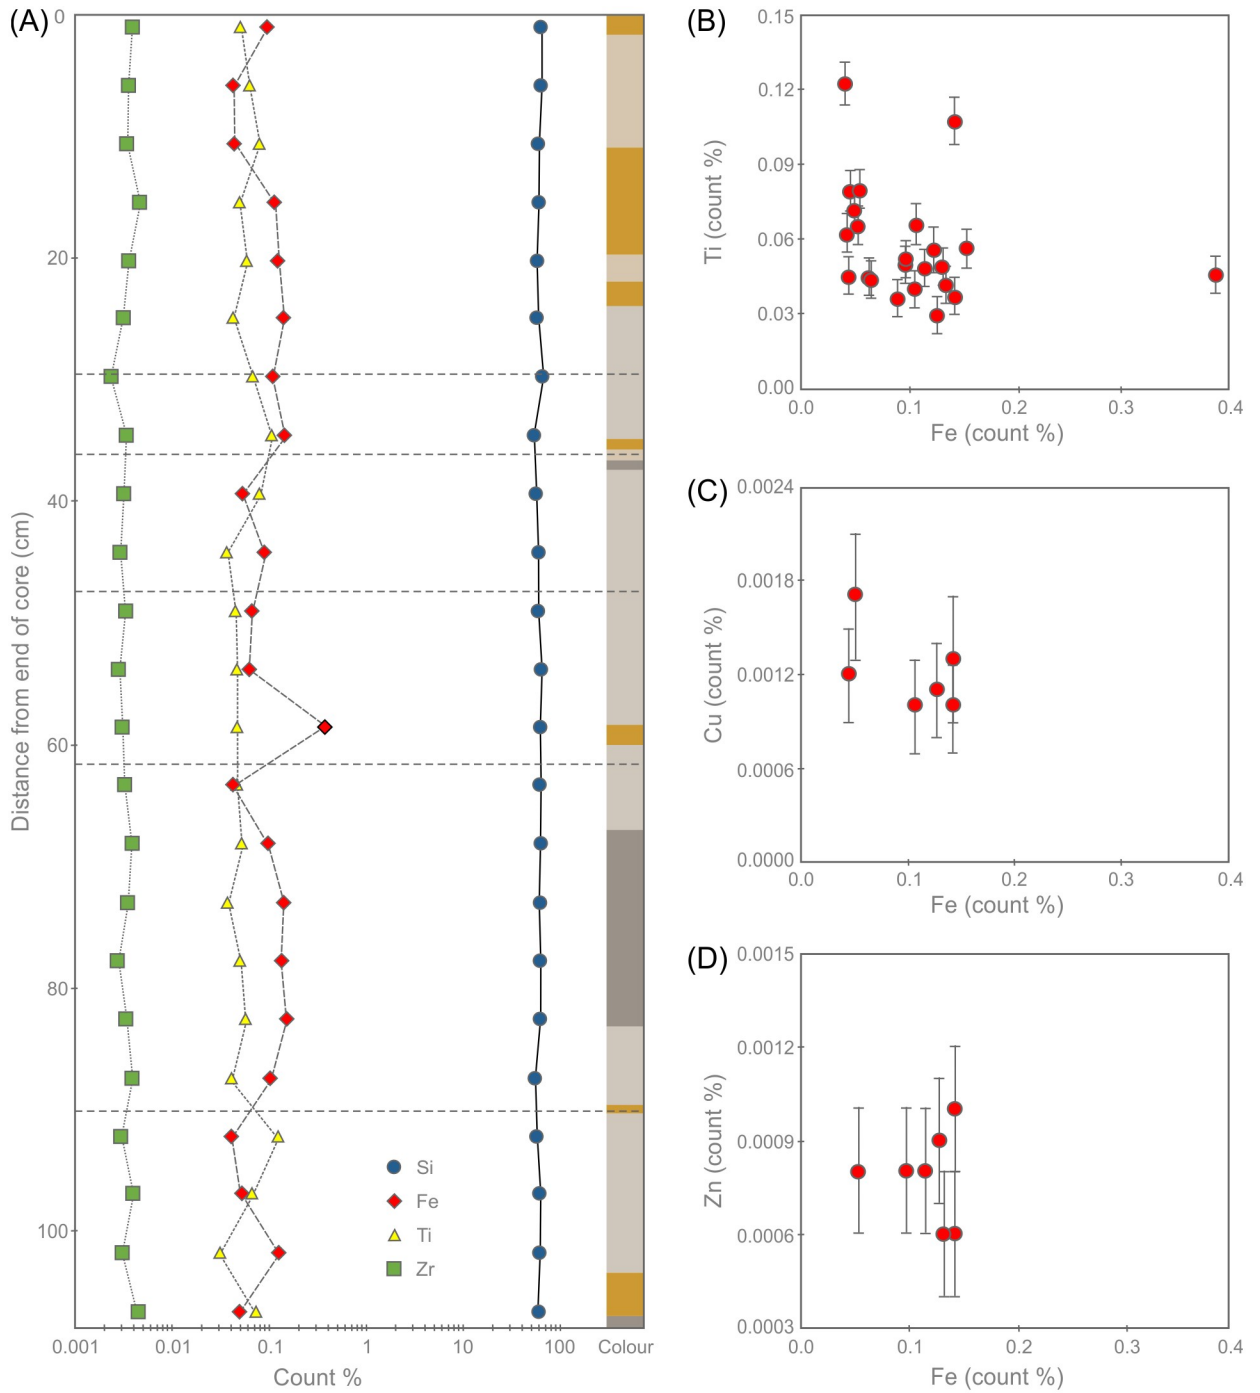 (A)
0
20
40
60
80
100
Distance from end of core (cm)
Si
Fe
Ti
Zr
0.001 0.01 0.1 1 10 100 Colour
Count %
(B)
0.15
0.12
0.09
0.06
0.03
0.00
Ti (count %)
0.0 0.1 0.2 0.3 0.4
Fe (count %)
(C)
0.0024
0.0018
0.0012
0.0006
0.0000
Cu (count %)
0.0 0.1 0.2 0.3 0.4
Fe (count %)
(D)
0.0015
0.0012
0.0009
0.0006
0.0003
Zn (count %)
0.1 0.2 0.3 0.4
Fe (count %)